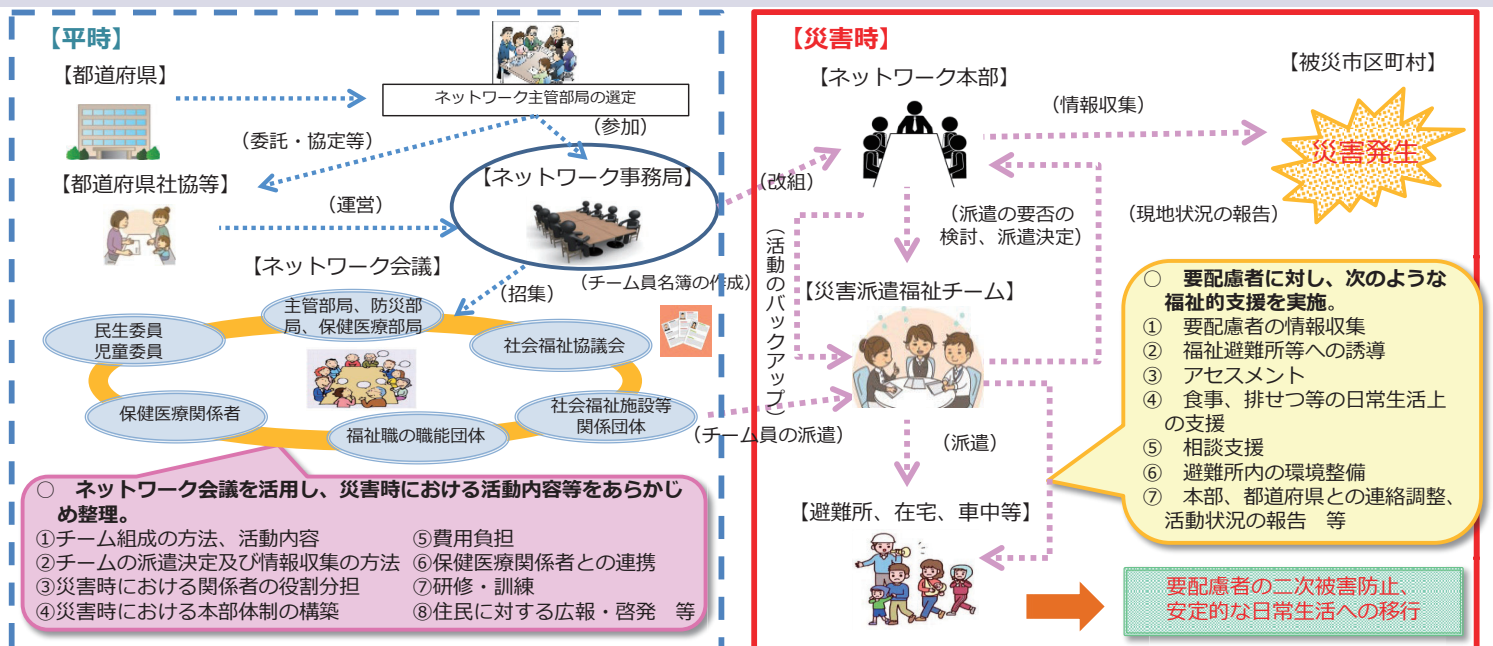 【平時】
【都道府県】
ネットワーク主管部局の選定
(委託・協定等)
(参加)
【都道府県社協等】
【ネットワーク事務局】
(運営)
【ネットワーク会議】
(招集)
(チーム員名簿の作成)
主管部局、防災部
局、保健医療部局
民生委員
児童委員
社会福祉協議会
保健医療関係者
福祉職の職能団体
社会福祉施設等
関係団体
○ ネットワーク会議を活用し、災害時における活動内容等をあらかじ
め整理。
①チーム組成の方法、活動内容
②チームの派遣決定及び情報収集の方法
③災害時における関係者の役割分担
④災害時における本部体制の構築
⑤費用負担
⑥保健医療関係者との連携
⑦研修・訓練
⑧住民に対する広報・啓発 等
【災害時】
【ネットワーク本部】
【被災市区町村】
(情報収集)
災害発生
(改組)
(派遣の要否の
検討、派遣決定)
(現地状況の報告)
(活動のバックアップ)
【災害派遣福祉チーム】
(チーム員の派遣)
(派遣)
【避難所、在宅、車中等】
○ 要配慮者に対し、次のような
福祉的支援を実施。
① 要配慮者の情報収集
② 福祉避難所等への誘導
③ アセスメント
④ 食事、排せつ等の日常生活上
の支援
⑤ 相談支援
⑥ 避難所内の環境整備
⑦ 本部、都道府県との連絡調整、
活動状況の報告 等
要配慮者の二次被害防止、
安定的な日常生活への移行